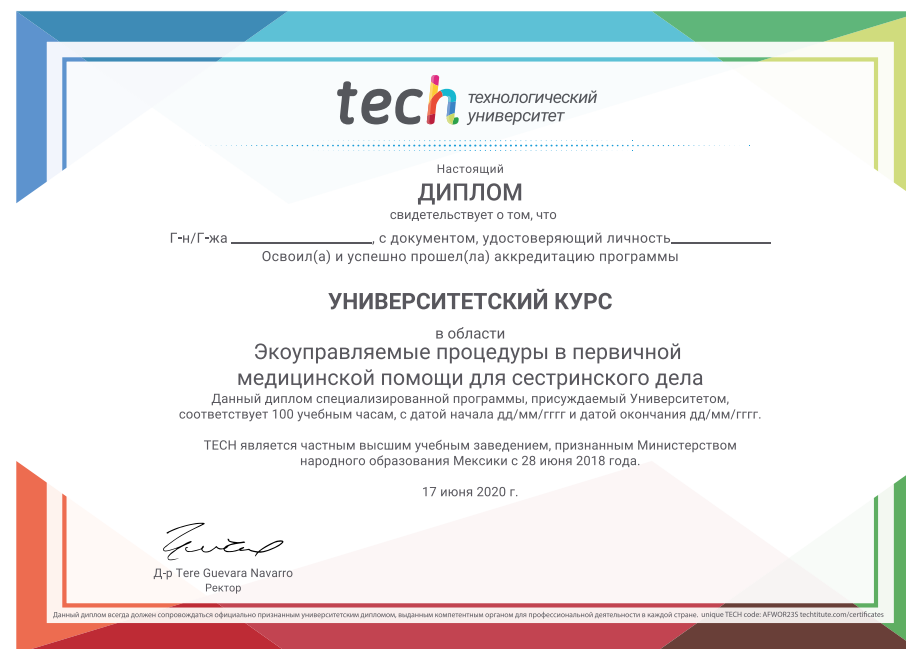 tech технологический
университет
Настоящий
ДИПЛОМ
свидетельствует о том, что
Г-н/Г-жа , с документом, удостоверяющий личность
Освоил(а) и успешно прошел(ла) аккредитацию программы
УНИВЕРСИТЕТСКИЙ КУРС
в области
Экоуправляемые процедуры в первичной
медицинской помощи для сестринского дела
Данный диплом специализированной программы, присуждаемый Университетом,
соответствует 100 учебным часам, с датой начала дд/мм/гггг и датой окончания дд/мм/гггг.
TECH является частным высшим учебным заведением, признанным Министерством
народного образования Мексики с 28 июня 2018 года.
17 июня 2020 г.
Д-р Tere Guevara Navarro
Ректор
Данный диплом всегда должен сопровождаться официально признанным университетским дипломом, выданным компетентным органом для профессиональной деятельности в каждой стране. unique TECH code: AFWOR23S techtitute.com/certificates